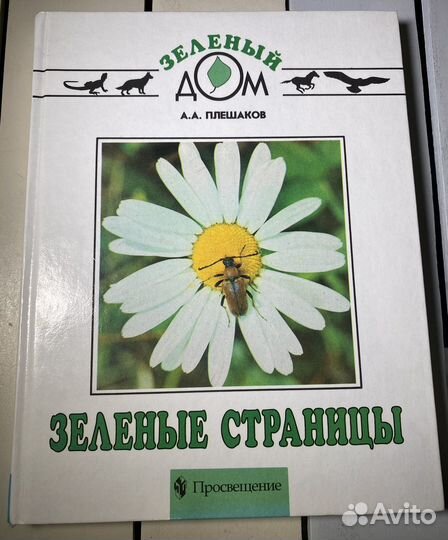 ЗЕЛЕНЫЙ
ДОМ
А.А. ПЛЕШАКОВ
ЗЕЛЕНЫЕ СТРАНИЦЫ
Просвещение
Avito